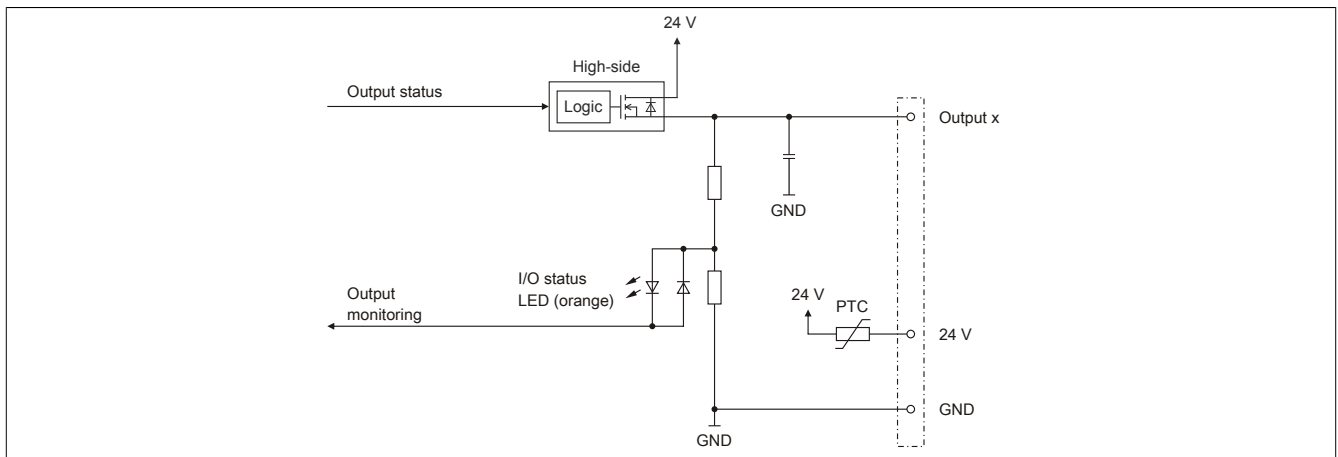 24 V
High-side
Output status
Logic
Output x
GND
I/O status
LED (orange)
Output
monitoring
24 V
PTC
24 V
GND
GND